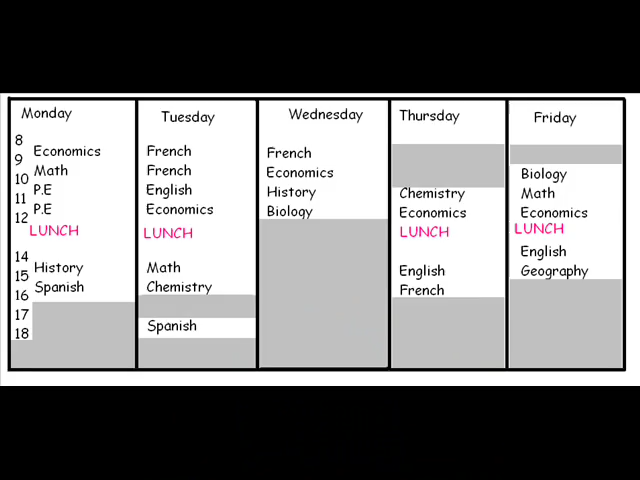 Monday
Tuesday
Wednesday
Thursday
Friday
8
9
10
11
12
14
15
16
17
18
Economics
Math
P.E
P.E
LUNCH
History
Spanish
French
French
English
Economics
LUNCH
Math
Chemistry
Spanish
French
Economics
History
Biology
Chemistry
Economics
LUNCH
English
French
Biology
Math
Economics
LUNCH
English
Geography